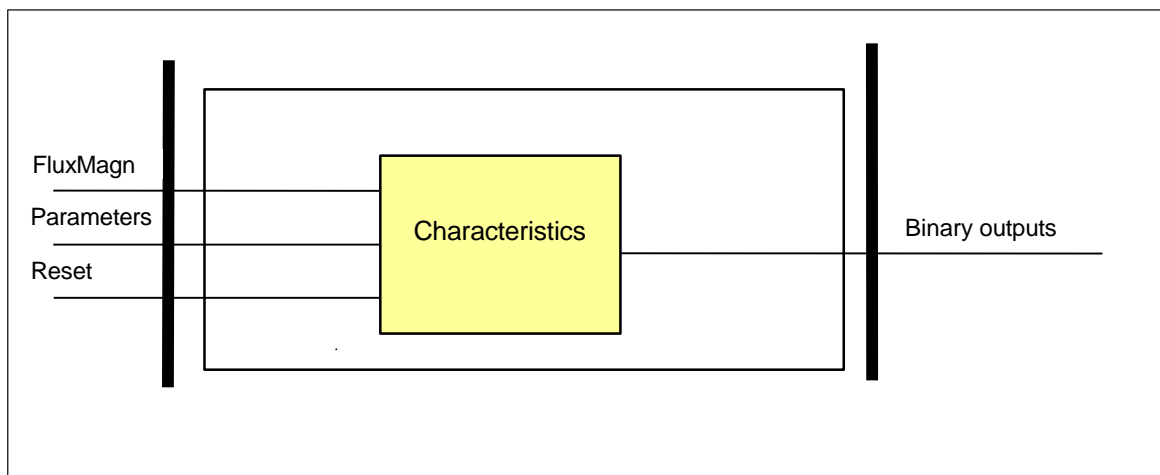 FluxMagn
Parameters
Reset
Characteristics
Binary outputs